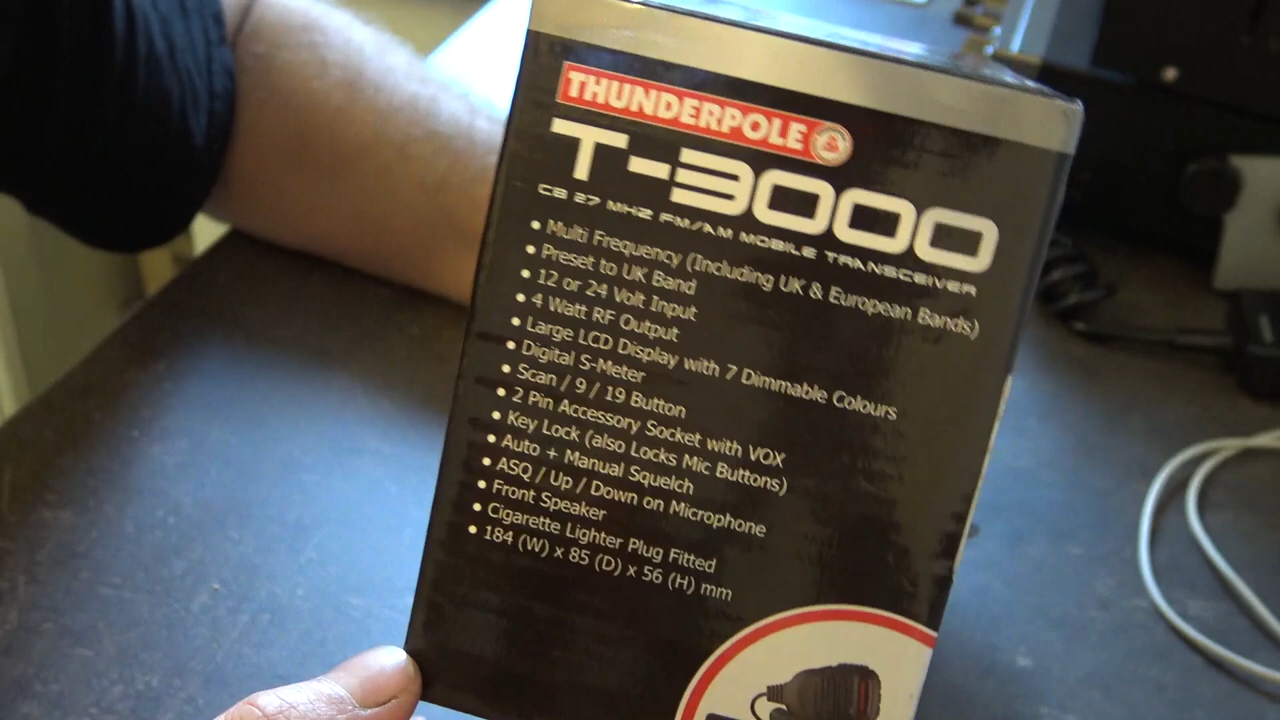 THUNDERPOLE
T-3000
CB 27 MHz FM/AM MOBILE TRANSCEIVER
• Multi Frequency (Including UK & European Bands)
• Preset to UK Band
• 12 or 24 Volt Input
• 4 Watt RF Output
• Large LCD Display with 7 Dimmable Colours
• Digital S-Meter
• Scan / 9 / 19 Button
• 2 Pin Accessory Socket with VOX
• Key Lock (also Locks Mic Buttons)
• Auto + Manual Squelch
• ASQ / Up / Down on Microphone
• Front Speaker
• Cigarette Lighter Plug Fitted
• 184 (W) x 85 (D) x 56 (H) mm